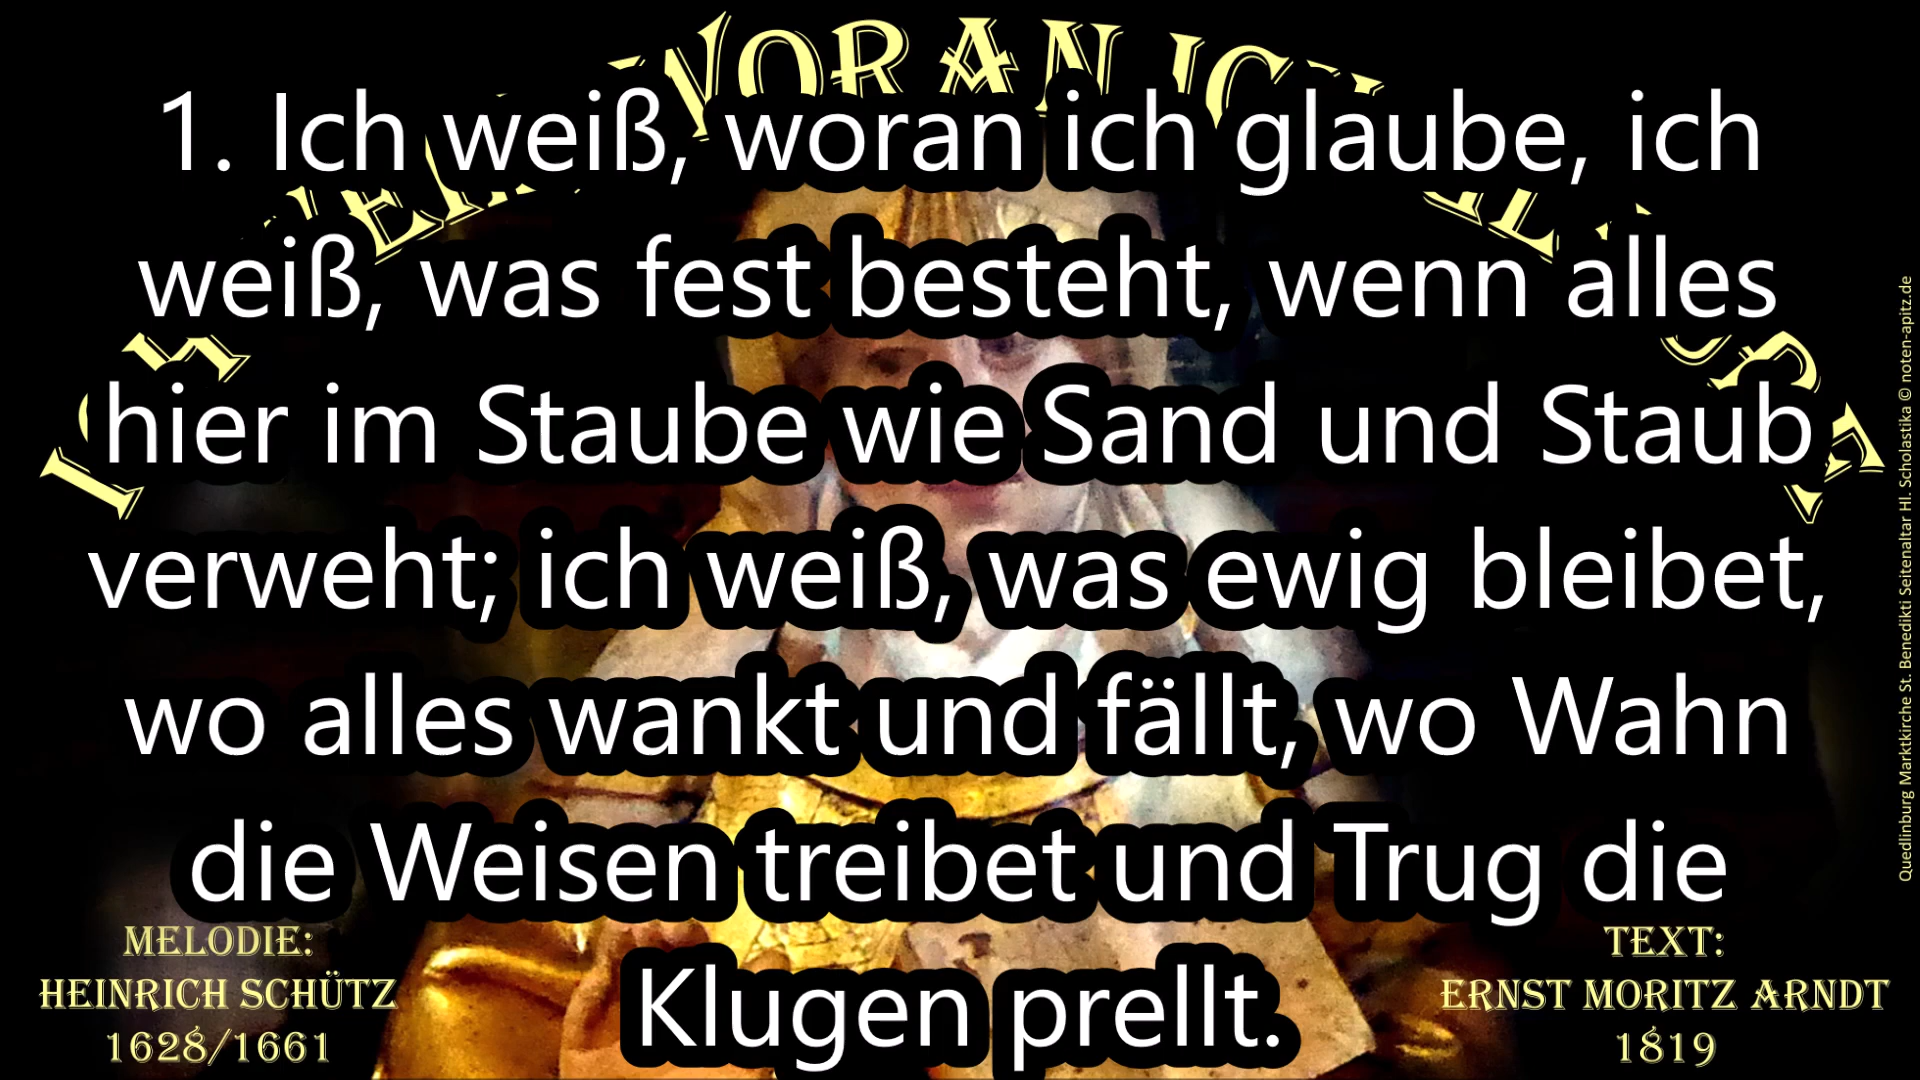 1. Ich weiß, woran ich glaube, ich
weiß, was fest besteht, wenn alles
hier im Staube wie Sand und Staub
verweht; ich weiß, was ewig bleibet,
wo alles wankt und fällt, wo Wahn
die Weisen treibet und Trug die
Klugen prellt.
MELODIE:
HEINRICH SCHÜTZ
1628/1661
TEXT:
ERNST MORITZ ARNDT
1819
Quedlinburg Marktkirche St. Benedikti Seitenaltar Hl. Scholastika © noten-apitz.de